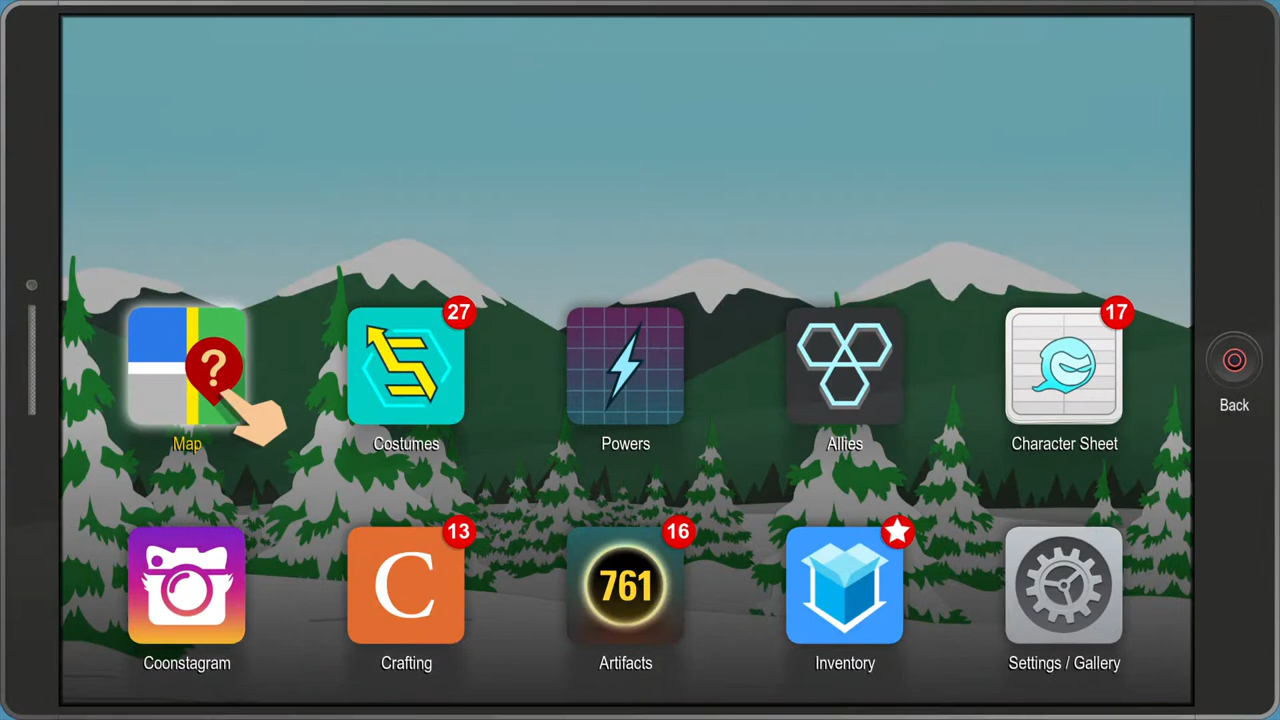 ?
27
17
Map
Costumes
Powers
Allies
Character Sheet
Back
13
16
C
761
Coonstagram
Crafting
Artifacts
Inventory
Settings / Gallery